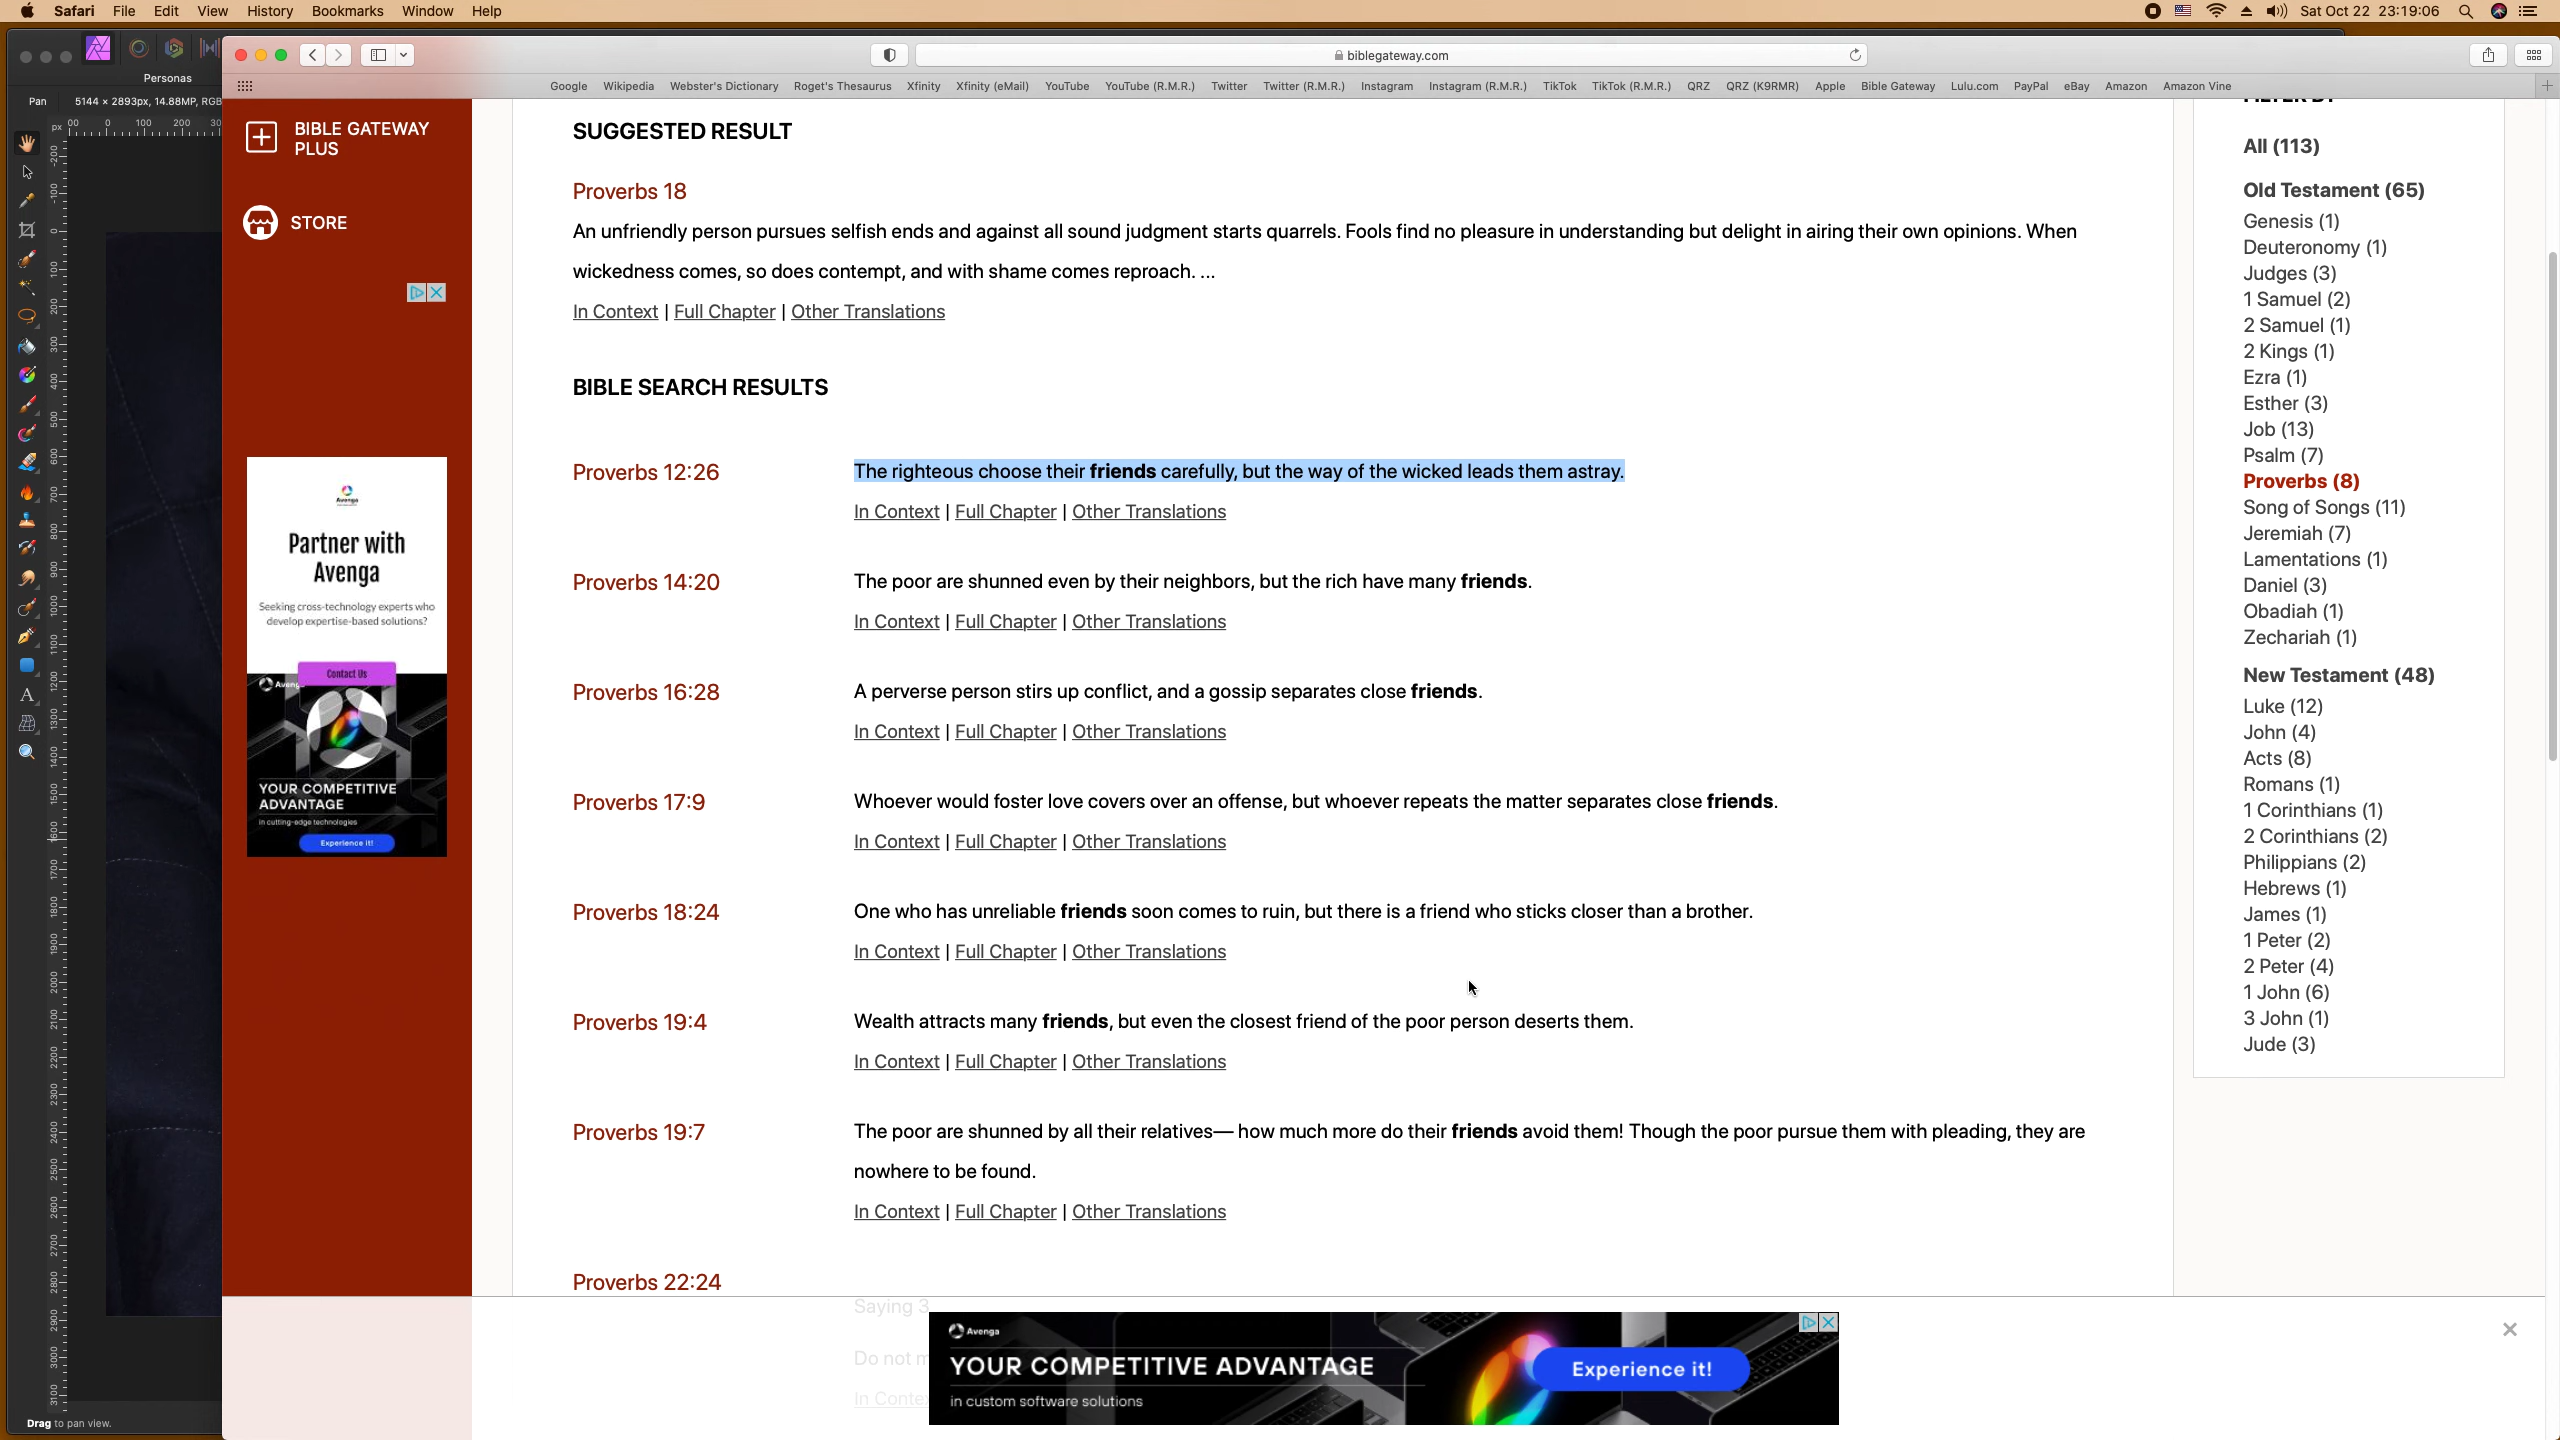 Safari File Edit View History Bookmarks Window Help
Sat Oct 22 23:19:06
Personas
biblegateway.com
Google Wikipedia Webster's Dictionary Roget's Thesaurus Xfinity Xfinity (eMail) YouTube YouTube (R.M.R.) Twitter Twitter (R.M.R.) Instagram Instagram (R.M.R.) TikTok TikTok (R.M.R.) QRZ QRZ (K9RMR) Apple Bible Gateway Lulu.com PayPal eBay Amazon Amazon Vine
Pan 5144 × 2893px, 14.88MP, RGB
px
BIBLE GATEWAY
PLUS
STORE
Avenga
Partner with
Avenga
Seeking cross-technology experts who
develop expertise-based solutions?
Contact Us
YOUR COMPETITIVE
ADVANTAGE
in cutting-edge technologies
Experience it!
SUGGESTED RESULT
Proverbs 18
An unfriendly person pursues selfish ends and against all sound judgment starts quarrels. Fools find no pleasure in understanding but delight in airing their own opinions. When
wickedness comes, so does contempt, and with shame comes reproach. ...
In Context | Full Chapter | Other Translations
BIBLE SEARCH RESULTS
Proverbs 12:26
The righteous choose their friends carefully, but the way of the wicked leads them astray.
In Context | Full Chapter | Other Translations
Proverbs 14:20
The poor are shunned even by their neighbors, but the rich have many friends.
In Context | Full Chapter | Other Translations
Proverbs 16:28
A perverse person stirs up conflict, and a gossip separates close friends.
In Context | Full Chapter | Other Translations
Proverbs 17:9
Whoever would foster love covers over an offense, but whoever repeats the matter separates close friends.
In Context | Full Chapter | Other Translations
Proverbs 18:24
One who has unreliable friends soon comes to ruin, but there is a friend who sticks closer than a brother.
In Context | Full Chapter | Other Translations
Proverbs 19:4
Wealth attracts many friends, but even the closest friend of the poor person deserts them.
In Context | Full Chapter | Other Translations
Proverbs 19:7
The poor are shunned by all their relatives— how much more do their friends avoid them! Though the poor pursue them with pleading, they are
nowhere to be found.
In Context | Full Chapter | Other Translations
Proverbs 22:24
Saying 3
Do not
Avenga
YOUR COMPETITIVE ADVANTAGE
in custom software solutions
Experience it!
All (113)
Old Testament (65)
Genesis (1)
Deuteronomy (1)
Judges (3)
1 Samuel (2)
2 Samuel (1)
2 Kings (1)
Ezra (1)
Esther (3)
Job (13)
Psalm (7)
Proverbs (8)
Song of Songs (11)
Jeremiah (7)
Lamentations (1)
Daniel (3)
Obadiah (1)
Zechariah (1)
New Testament (48)
Luke (12)
John (4)
Acts (8)
Romans (1)
1 Corinthians (1)
2 Corinthians (2)
Philippians (2)
Hebrews (1)
James (1)
1 Peter (2)
2 Peter (4)
1 John (6)
3 John (1)
Jude (3)
Drag to pan view.